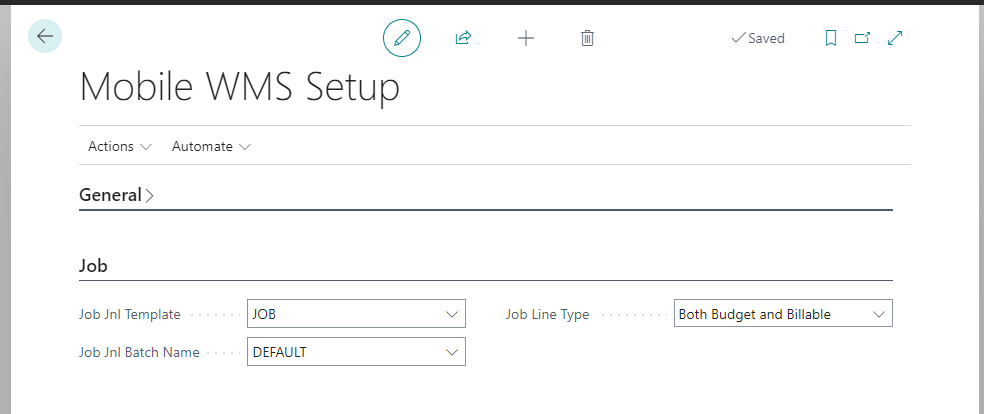 Saved
Mobile WMS Setup
Actions Automate
General
Job
Job Jnl Template JOB Job Line Type Both Budget and Billable
Job Jnl Batch Name DEFAULT